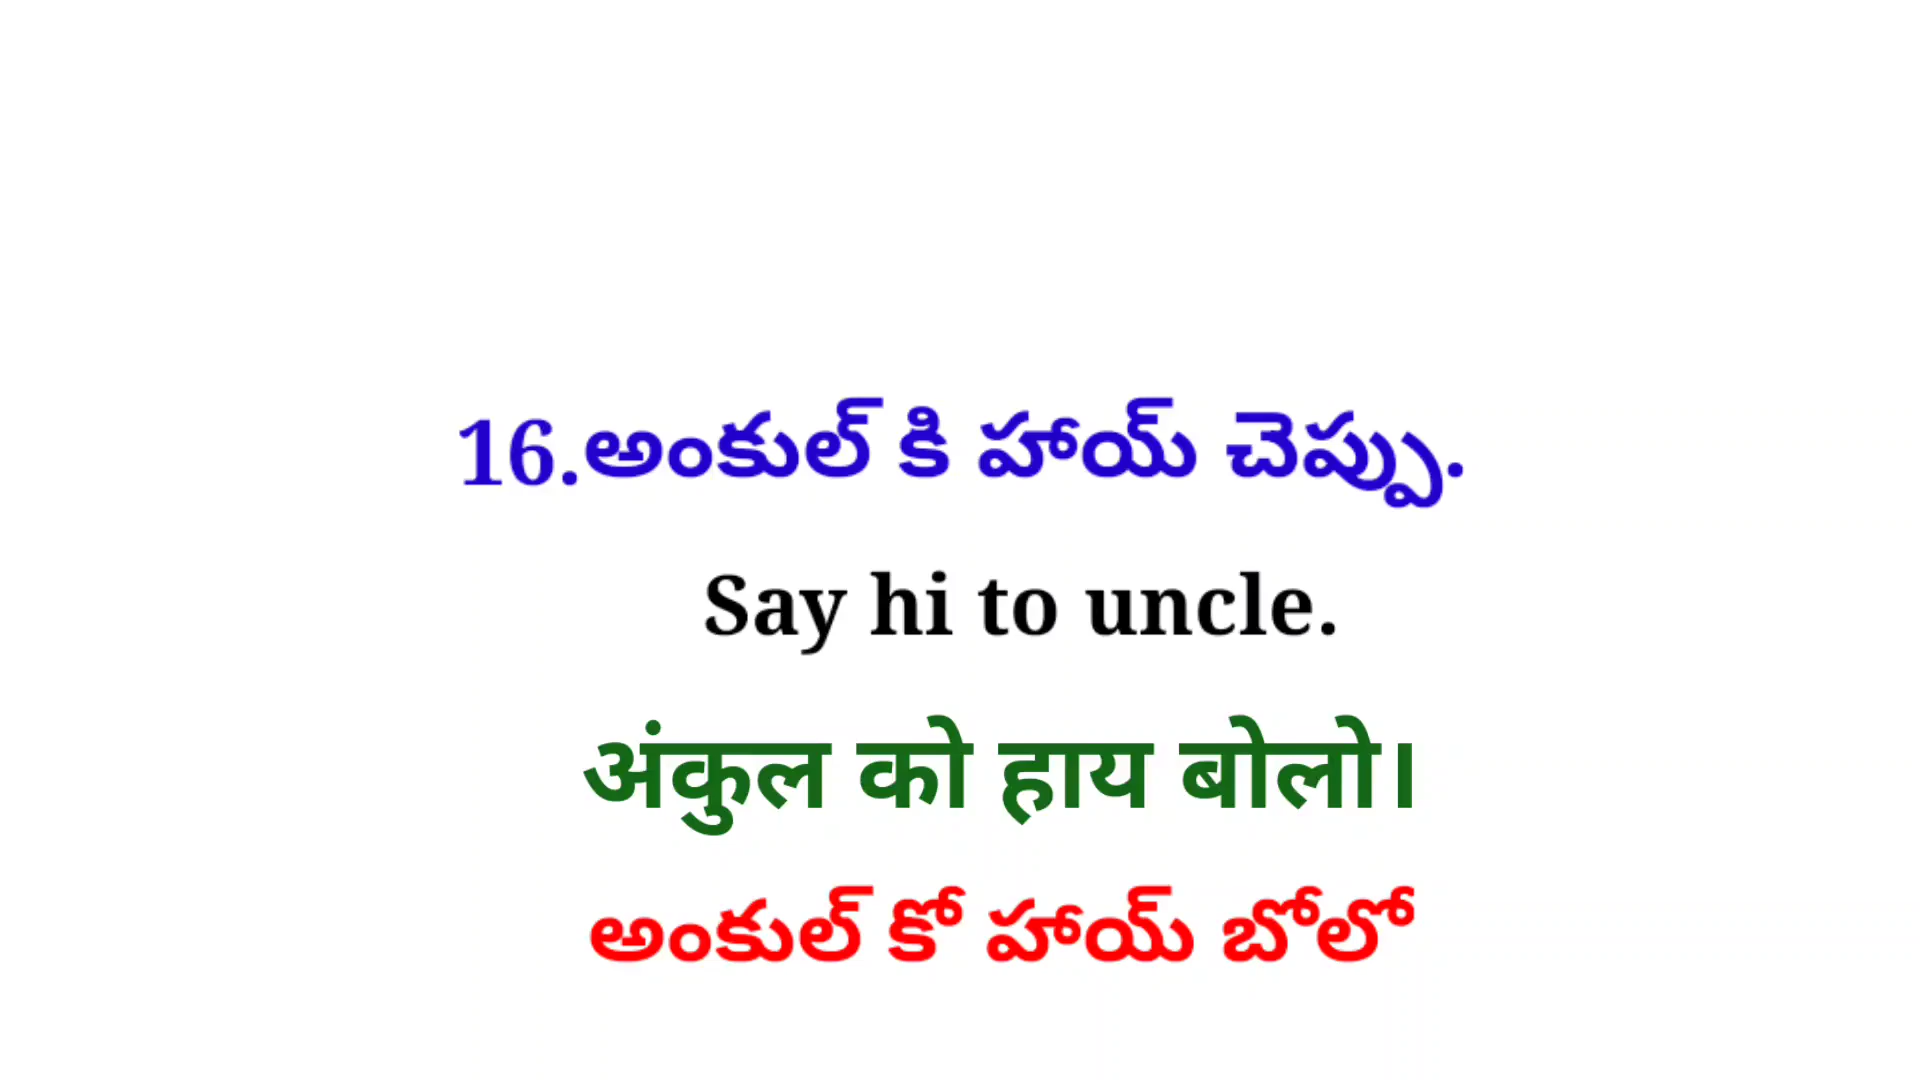 16.అంకుల్ కి హాయ్ చెప్పు.
Say hi to uncle.
अंकुल को हाय बोलो।
అంకుల్ కో హాయ్ బోలో